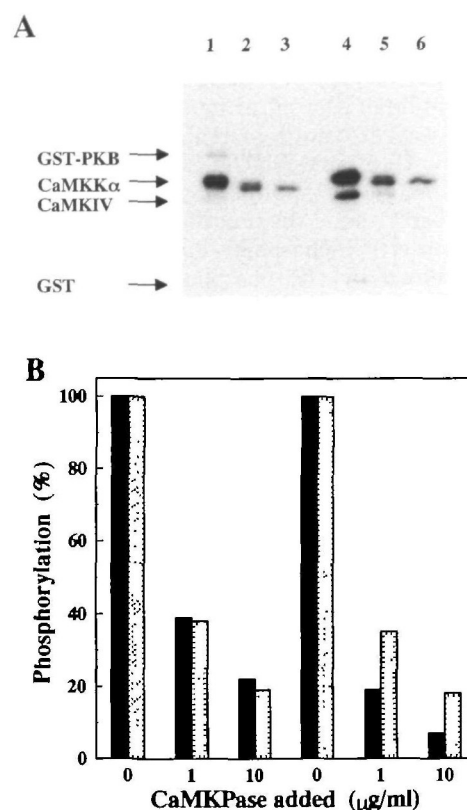 A
1 2 3 4 5 6
GST-PKB
CaMKKα
CaMKIV
GST
B
100
80
60
40
20
0
Phosphorylation (%)
0 1 10 0 1 10
CaMKPase added (μg/ml)